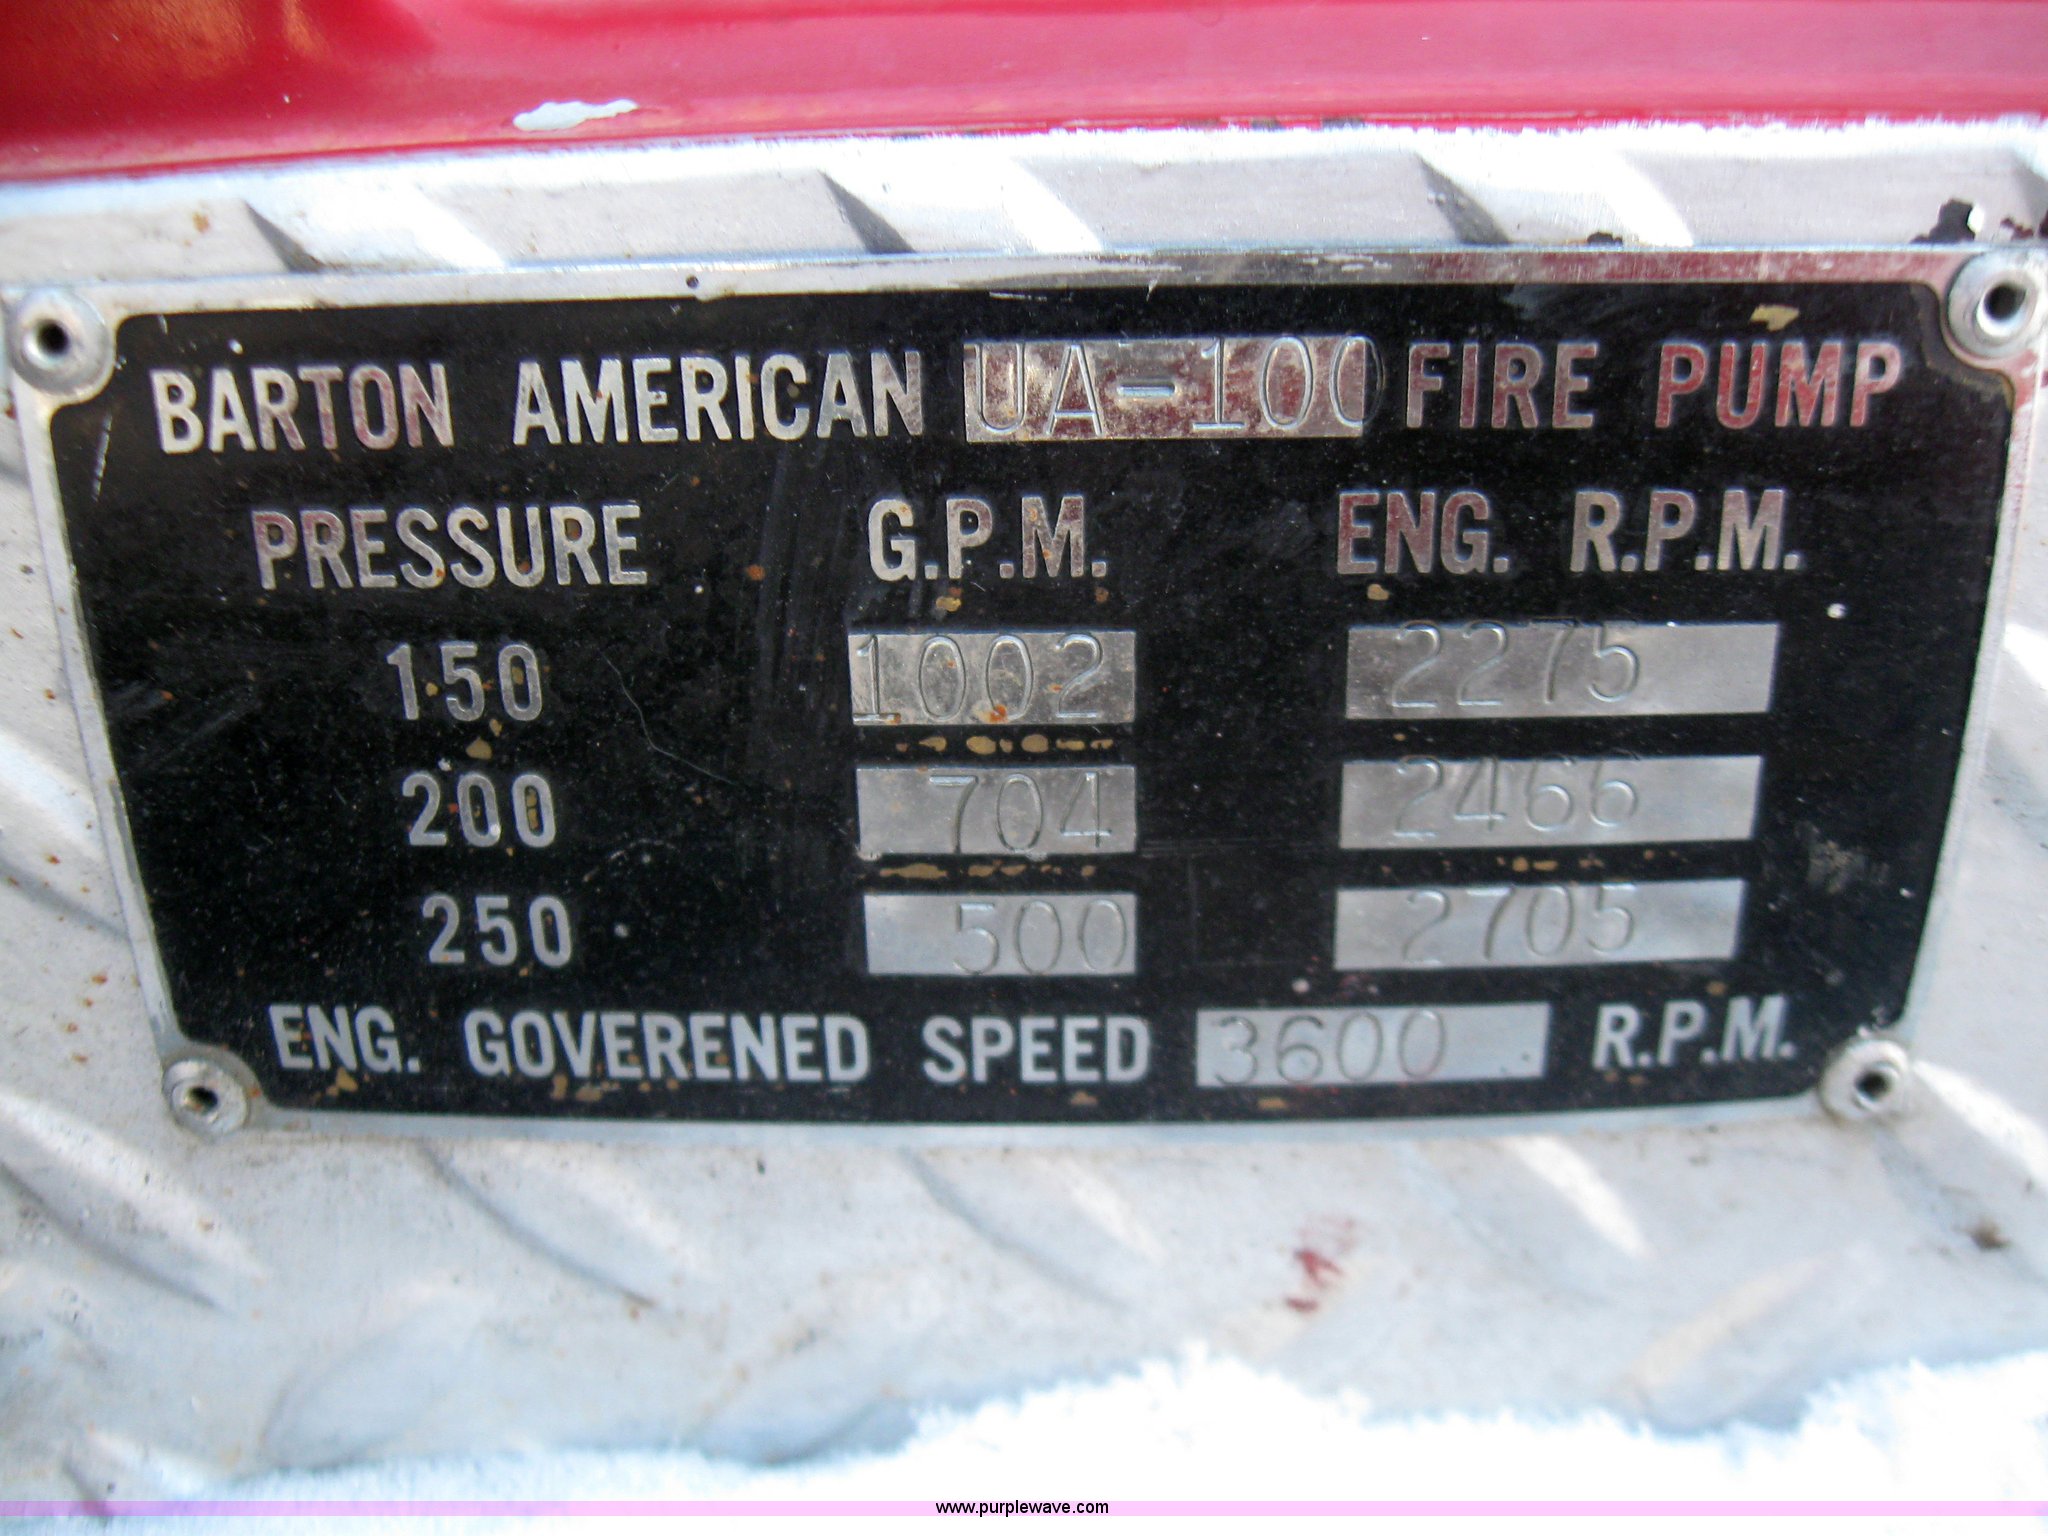 BARTON AMERICAN UA-100 FIRE PUMP
PRESSURE G.P.M. ENG. R.P.M.
150 1002 2275
200 704 2466
250 500 2705
ENG. GOVERENED SPEED 3600 R.P.M.
www.purplewave.com